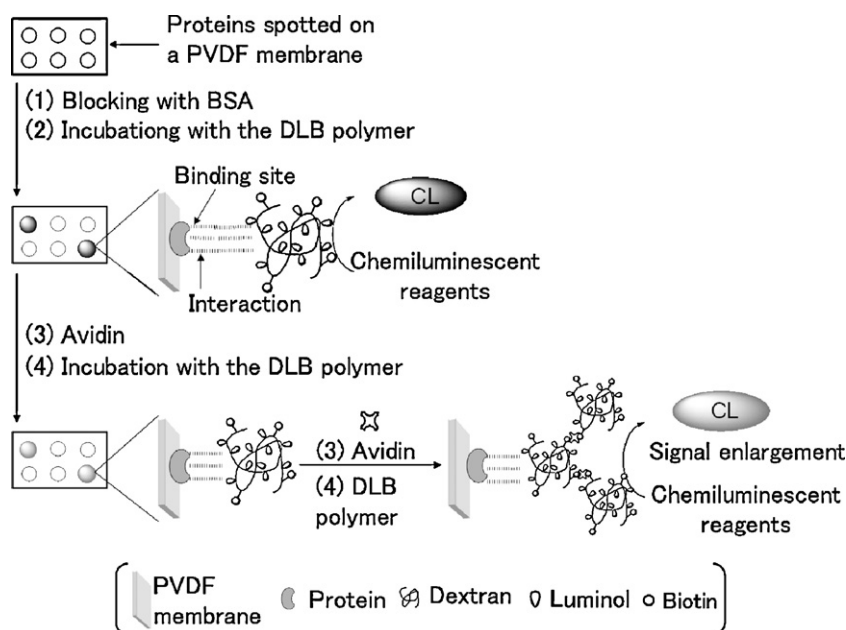 Proteins spotted on
a PVDF membrane
(1) Blocking with BSA
(2) Incubationg with the DLB polymer
Binding site
CL
Chemiluminescent
reagents
Interaction
(3) Avidin
(4) Incubation with the DLB polymer
(3) Avidin
(4) DLB
polymer
CL
Signal enlargement
Chemiluminescent
reagents
PVDF
membrane
Protein
Dextran
Luminol
Biotin